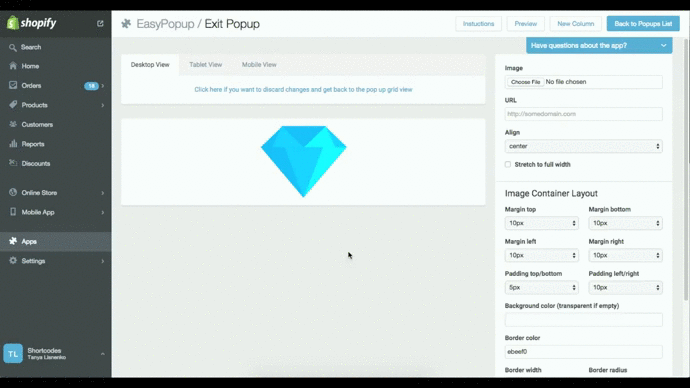 shopify
EasyPopup / Exit Popup
Instuctions
Preview
New Column
Back to Popups List
Search
Home
Orders
18
Products
Customers
Reports
Discounts
Online Store
Mobile App
Apps
Settings
TL
Shortcodes
Tanya Lisnenko
Have questions about the app?
Desktop View
Tablet View
Mobile View
Click here if you want to discard changes and get back to the pop up grid view
Image
Choose File No file chosen
URL
http://somedomain.com
Align
center
Stretch to full width
Image Container Layout
Margin top
Margin bottom
10px
10px
Margin left
Margin right
10px
10px
Padding top/bottom
Padding left/right
5px
10px
Background color (transparent if empty)
Border color
ebeef0
Border width
Border radius